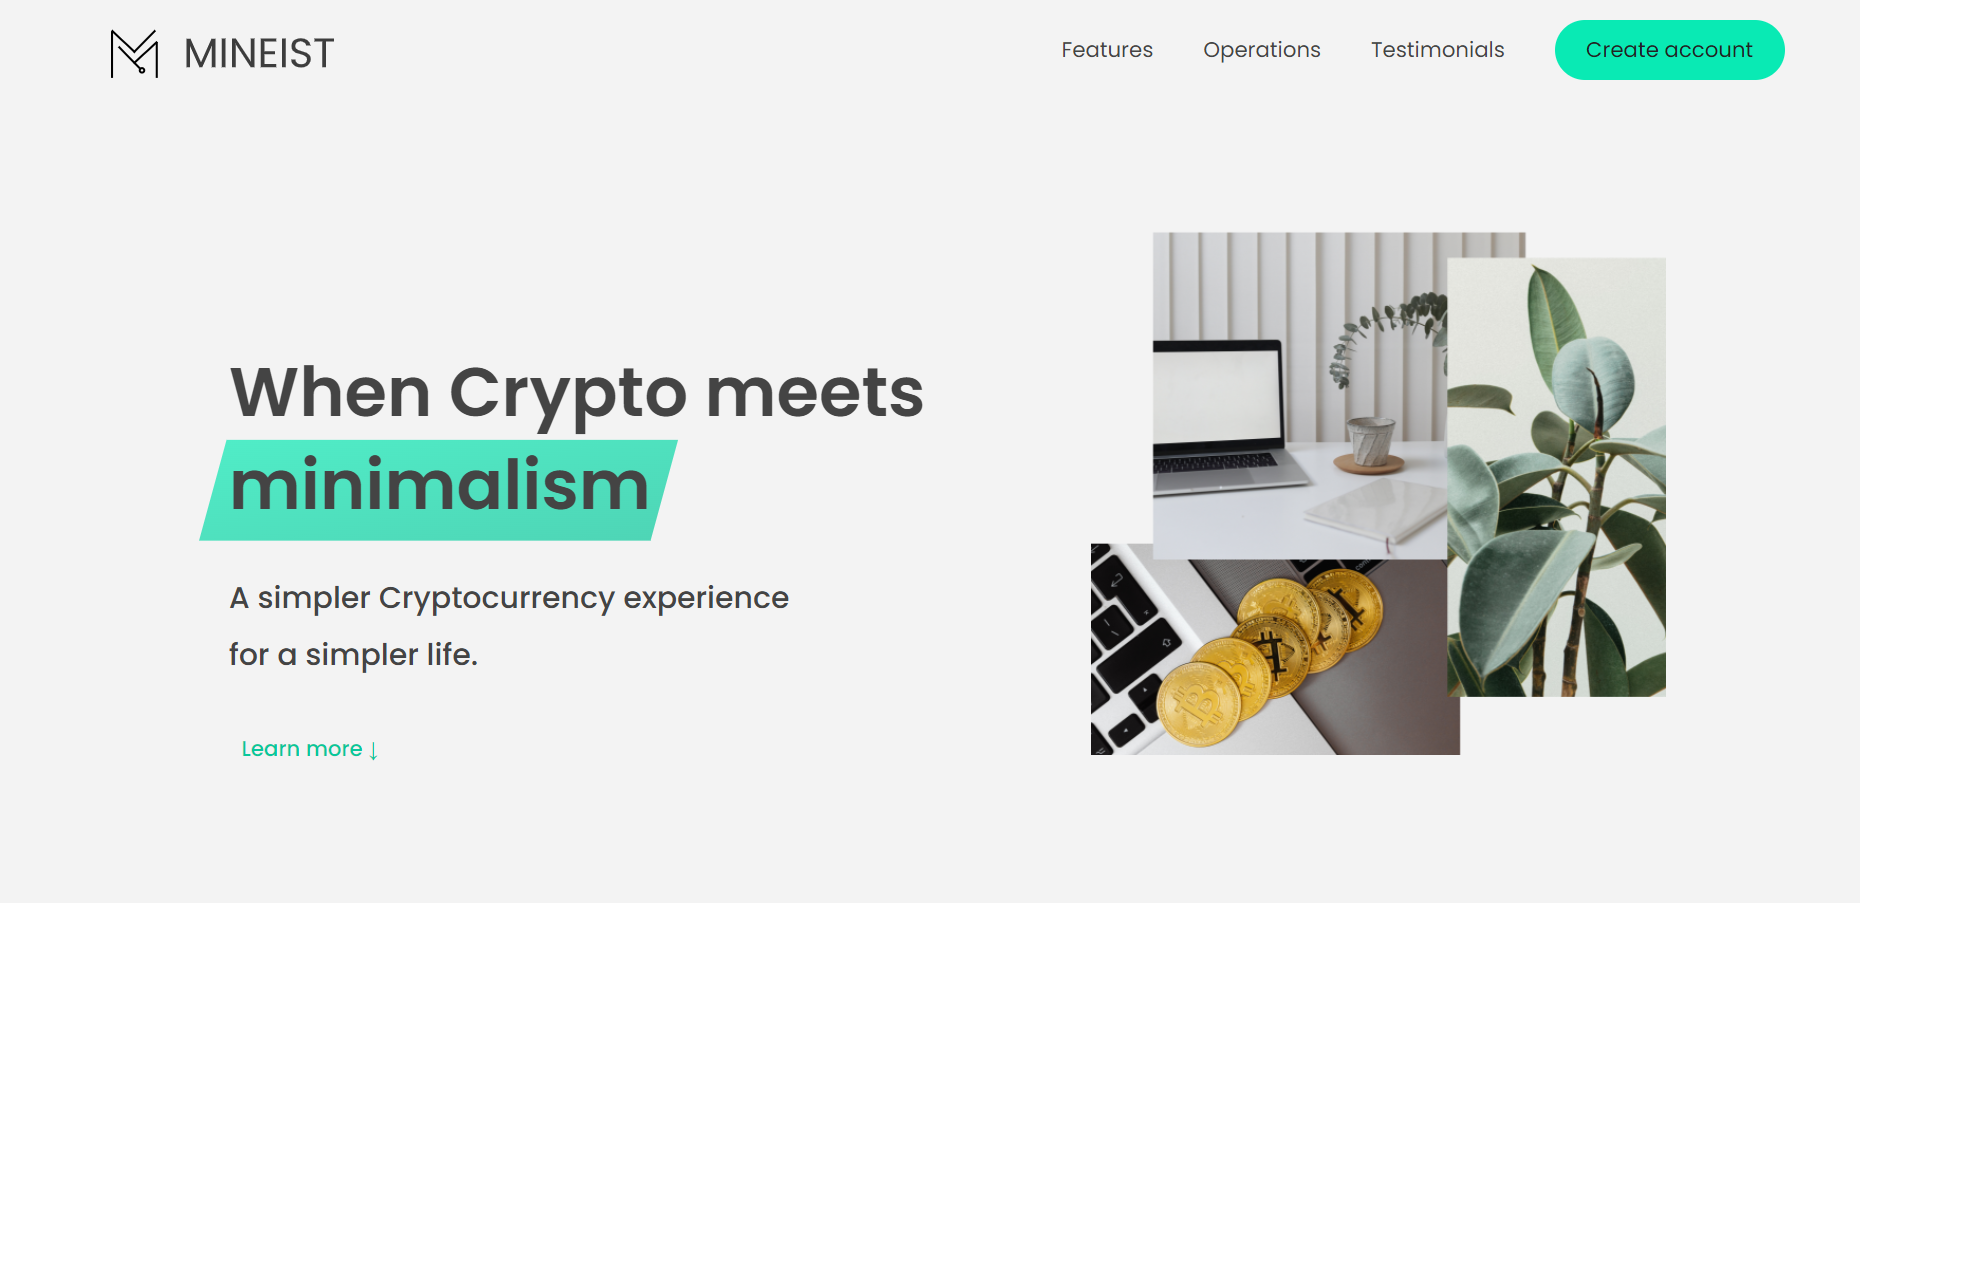 MINEIST
Features
Operations
Testimonials
Create account
When Crypto meets
minimalism
A simpler Cryptocurrency experience
for a simpler life.
Learn more ↓